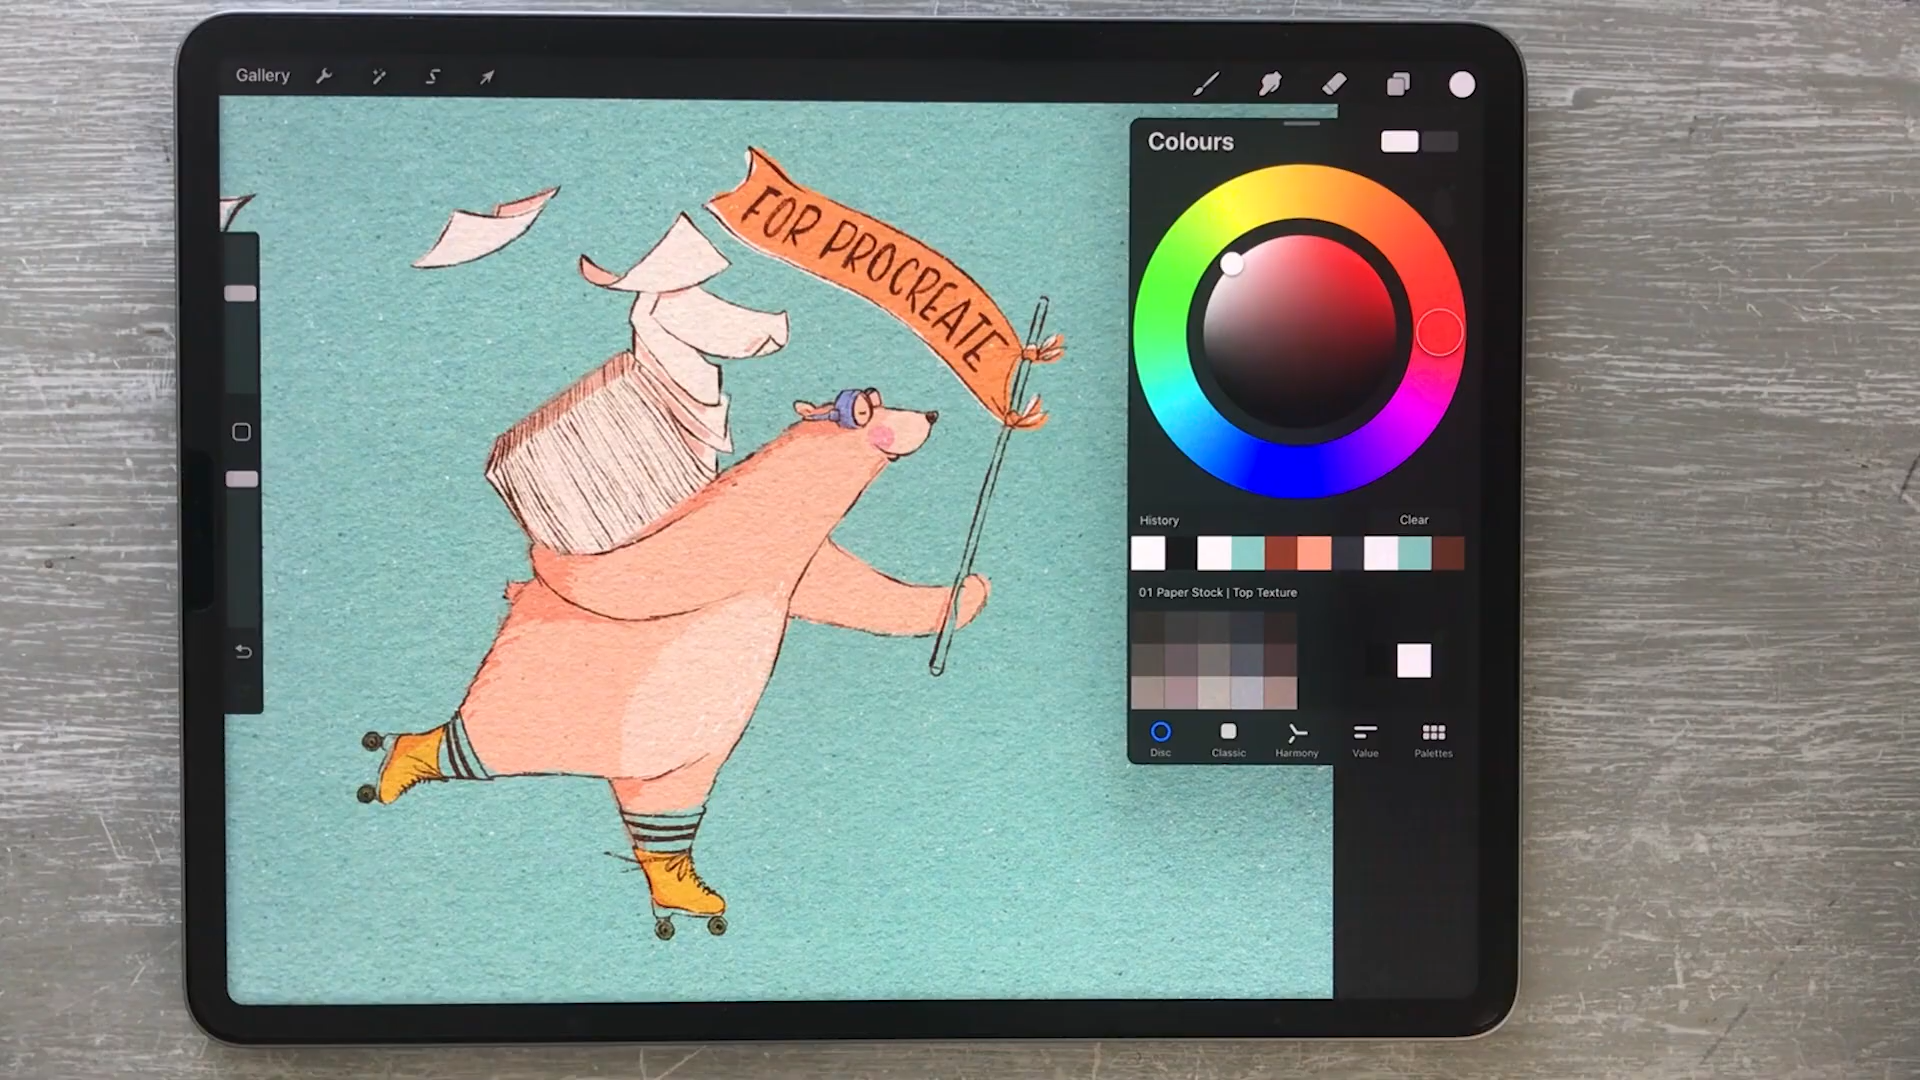 Gallery
Colours
FOR PROCREATE
History
Clear
01 Paper Stock | Top Texture
Disc
Classic
Harmony
Value
Palettes